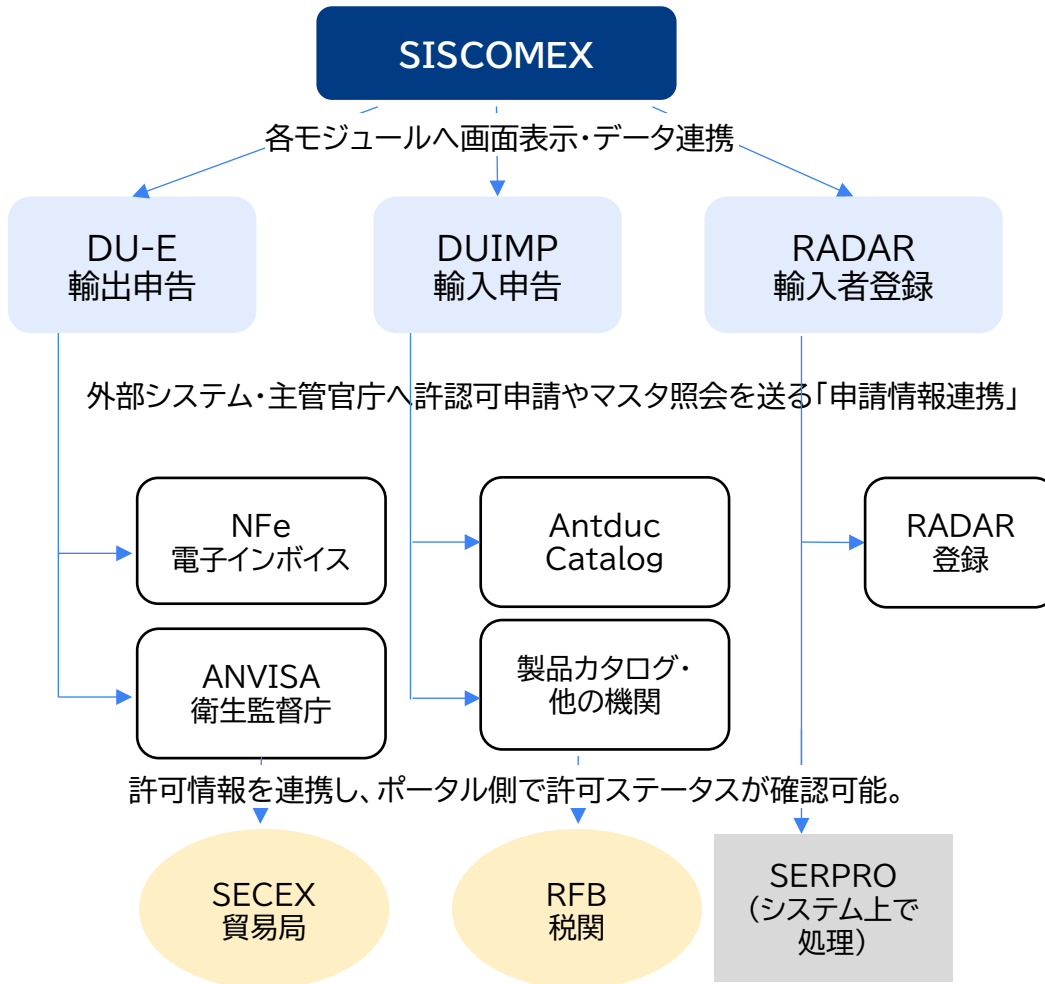 SISCOMEX
各モジュールへ画面表示・データ連携
DU-E
輸出申告
DUIMP
輸入申告
RADAR
輸入者登録
外部システム・主管官庁へ許認可申請やマスタ照会を送る「申請情報連携」
NFe
電子インボイス
Antduc
Catalog
RADAR
登録
ANVISA
衛生監督庁
製品カタログ・
他の機関
許可情報を連携し、ポータル側で許可ステータスが確認可能。
SECEX
貿易局
RFB
税関
SERPRO
（システム上で
処理）